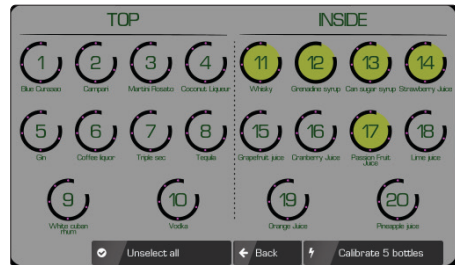 TOP
INSIDE
1 2 3 4 11 12 13 14
Blue Curasao Campari Martini Rosato Coconut Liqueur Whisky Grenadine syrup Can sugar syrup Strawberry Juice
5 6 7 8 15 16 17 18
Gin Coffee liquor Triple sec Tequila Grapefruit juice Cranberry Juice Passion Fruit Juice Lime juice
9 10 19 20
White cuban rhum Vodka Orange Juice Pineapple juice
Unselect all Back Calibrate 5 bottles